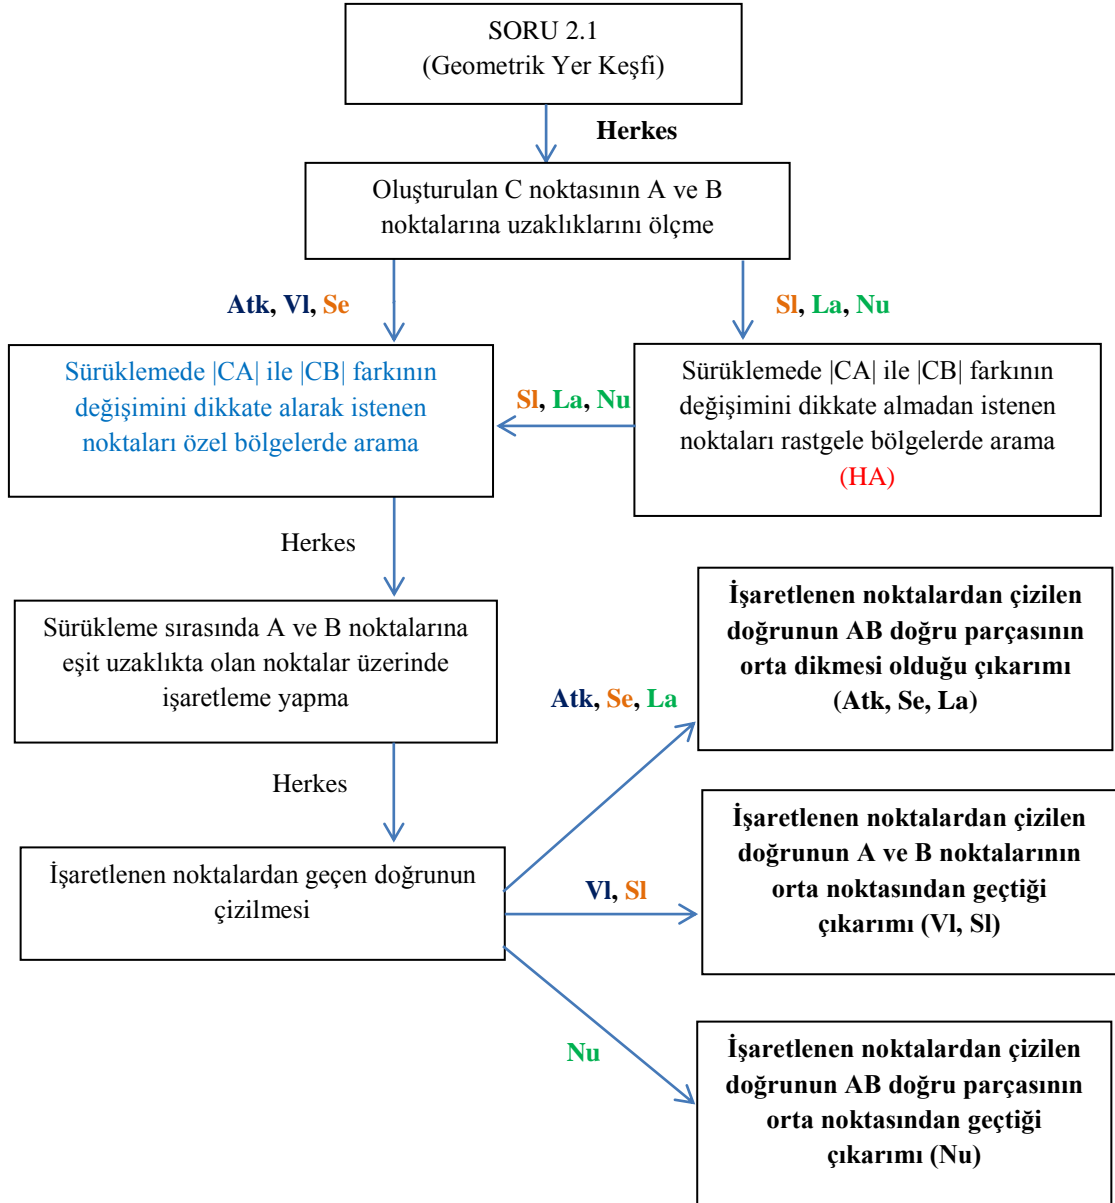 SORU 2.1
(Geometrik Yer Keşfi)
Herkes
Oluşturulan C noktasının A ve B
noktalarına uzaklıklarını ölçme
Atk, Vl, Se
Sl, La, Nu
Sürüklemede |CA| ile |CB| farkının
değişimini dikkate alarak istenen
noktaları özel bölgelerde arama
Sl, La, Nu
Sürüklemede |CA| ile |CB| farkının
değişimini dikkate almadan istenen
noktaları rastgele bölgelerde arama
(HA)
Herkes
Sürükleme sırasında A ve B noktalarına
eşit uzaklıkta olan noktalar üzerinde
işaretleme yapma
Herkes
İşaretlenen noktalardan geçen doğrunun
çizilmesi
Atk, Se, La
İşaretlenen noktalardan çizilen
doğrunun AB doğru parçasının
orta dikmesi olduğu çıkarımı
(Atk, Se, La)
Vl, Sl
İşaretlenen noktalardan çizilen
doğrunun A ve B noktalarının
orta noktasından geçtiği
çıkarımı (Vl, Sl)
Nu
İşaretlenen noktalardan çizilen
doğrunun AB doğru parçasının
orta noktasından geçtiği
çıkarımı (Nu)